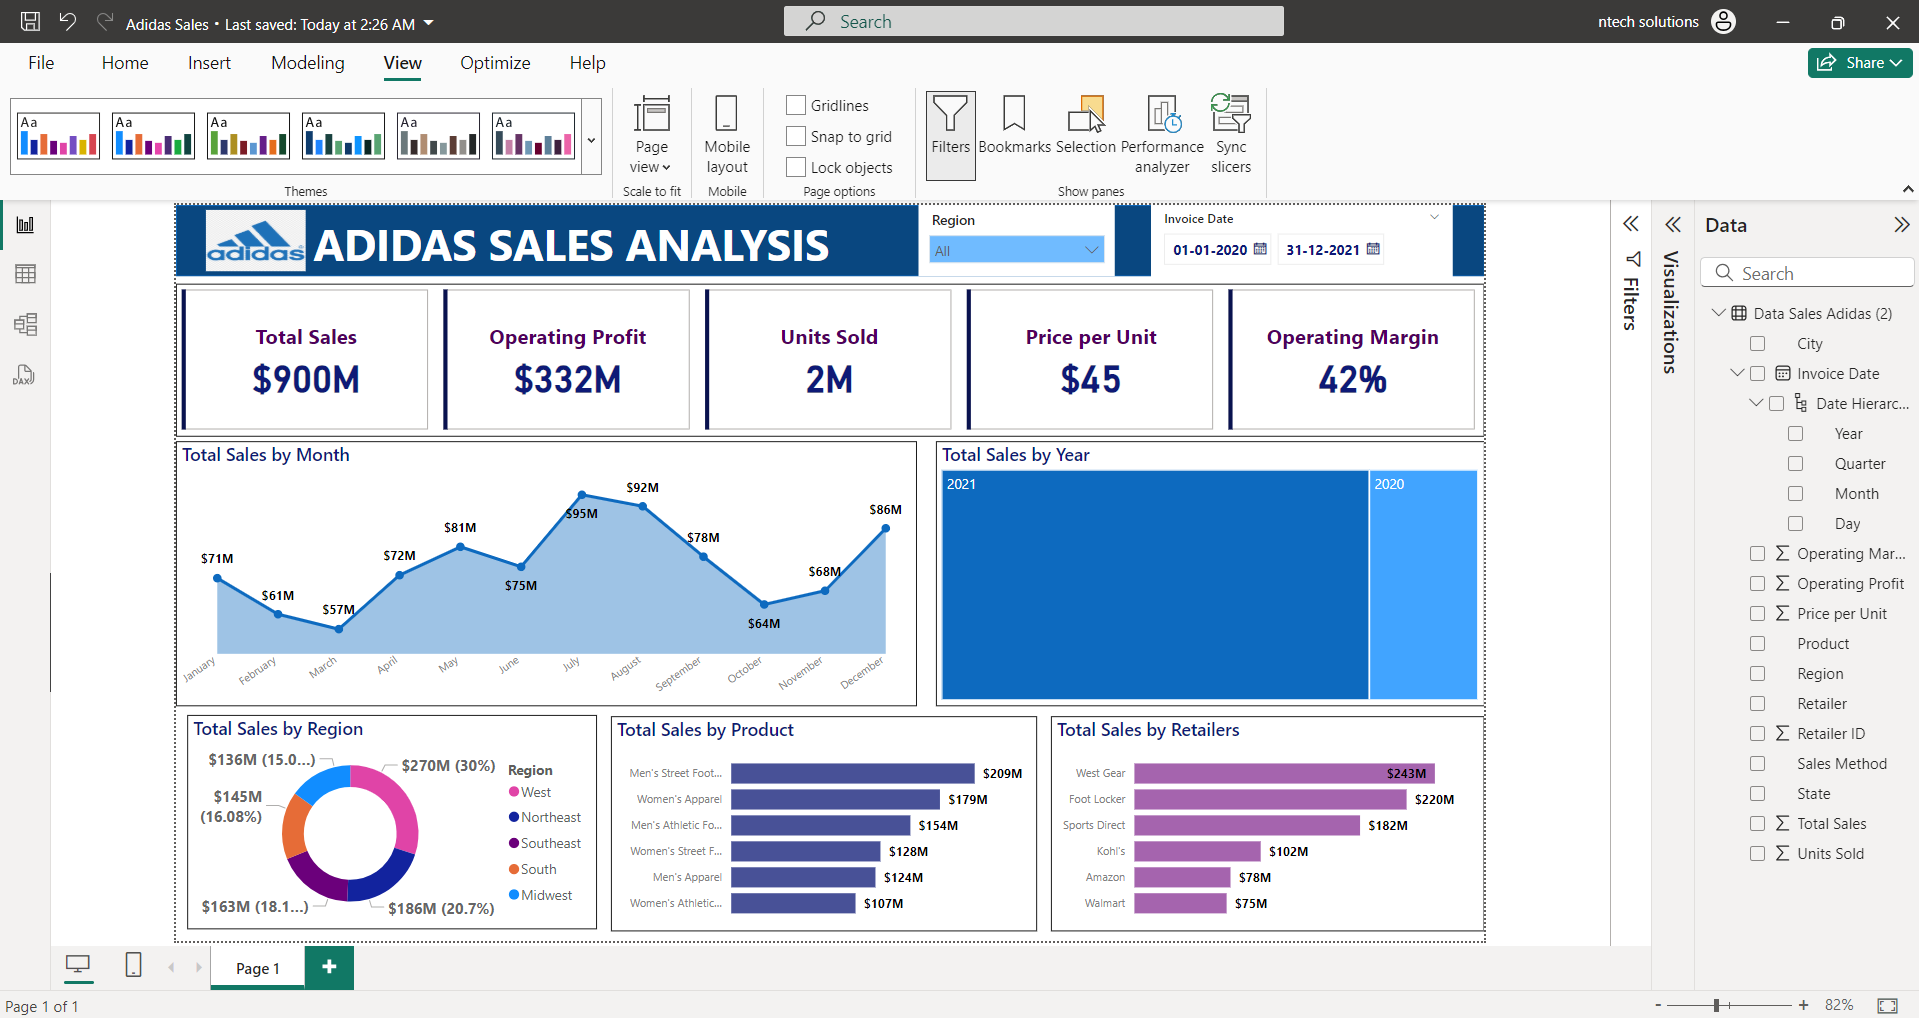 Adidas Sales • Last saved: Today at 2:26 AM
Search
ntech solutions
File
Home
Insert
Modeling
View
Optimize
Help
Share
Aa
Aa
Aa
Aa
Aa
Aa
Themes
Page view
Scale to fit
Mobile layout
Mobile
Gridlines
Snap to grid
Lock objects
Page options
Filters
Bookmarks
Selection
Performance analyzer
Sync slicers
Show panes
DAX
adidas
ADIDAS SALES ANALYSIS
Region
All
Invoice Date
01-01-2020
31-12-2021
Total Sales
$900M
Operating Profit
$332M
Units Sold
2M
Price per Unit
$45
Operating Margin
42%
Total Sales by Month
$71M
$61M
$57M
$72M
$81M
$75M
$95M
$92M
$78M
$64M
$68M
$86M
January
February
March
April
May
June
July
August
September
October
November
December
Total Sales by Year
2021
2020
Total Sales by Region
$136M (15.0...)
$270M (30%)
$145M
(16.08%)
$163M (18.1...)
$186M (20.7%)
Region
West
Northeast
Southeast
South
Midwest
Total Sales by Product
Men's Street Foot... $209M
Women's Apparel $179M
Men's Athletic Fo... $154M
Women's Street F... $128M
Men's Apparel $124M
Women's Athletic... $107M
Total Sales by Retailers
West Gear $243M
Foot Locker $220M
Sports Direct $182M
Kohl's $102M
Amazon $78M
Walmart $75M
Filters
Visualizations
Data
Search
Data Sales Adidas (2)
City
Invoice Date
Date Hierarc...
Year
Quarter
Month
Day
Operating Mar...
Operating Profit
Price per Unit
Product
Region
Retailer
Retailer ID
Sales Method
State
Total Sales
Units Sold
Page 1
Page 1 of 1
82%